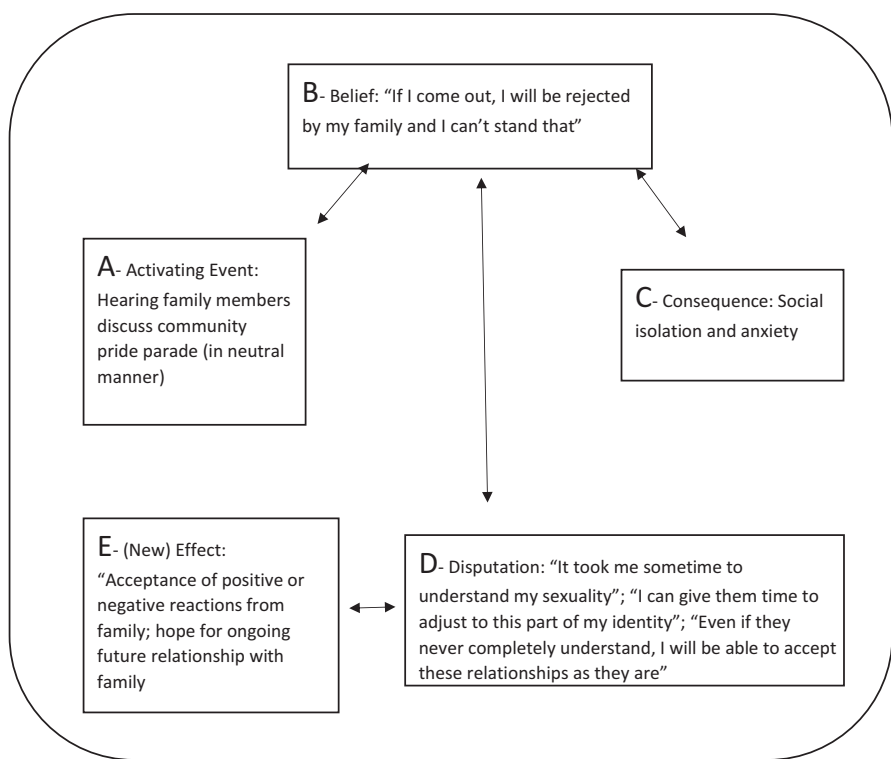 B- Belief: “If I come out, I will be rejected
by my family and I can’t stand that”
A- Activating Event:
Hearing family members
discuss community
pride parade (in neutral
manner)
C- Consequence: Social
isolation and anxiety
E- (New) Effect:
“Acceptance of positive or
negative reactions from
family; hope for ongoing
future relationship with
family
D- Disputation: “It took me sometime to
understand my sexuality”; “I can give them time to
adjust to this part of my identity”; “Even if they
never completely understand, I will be able to accept
these relationships as they are”